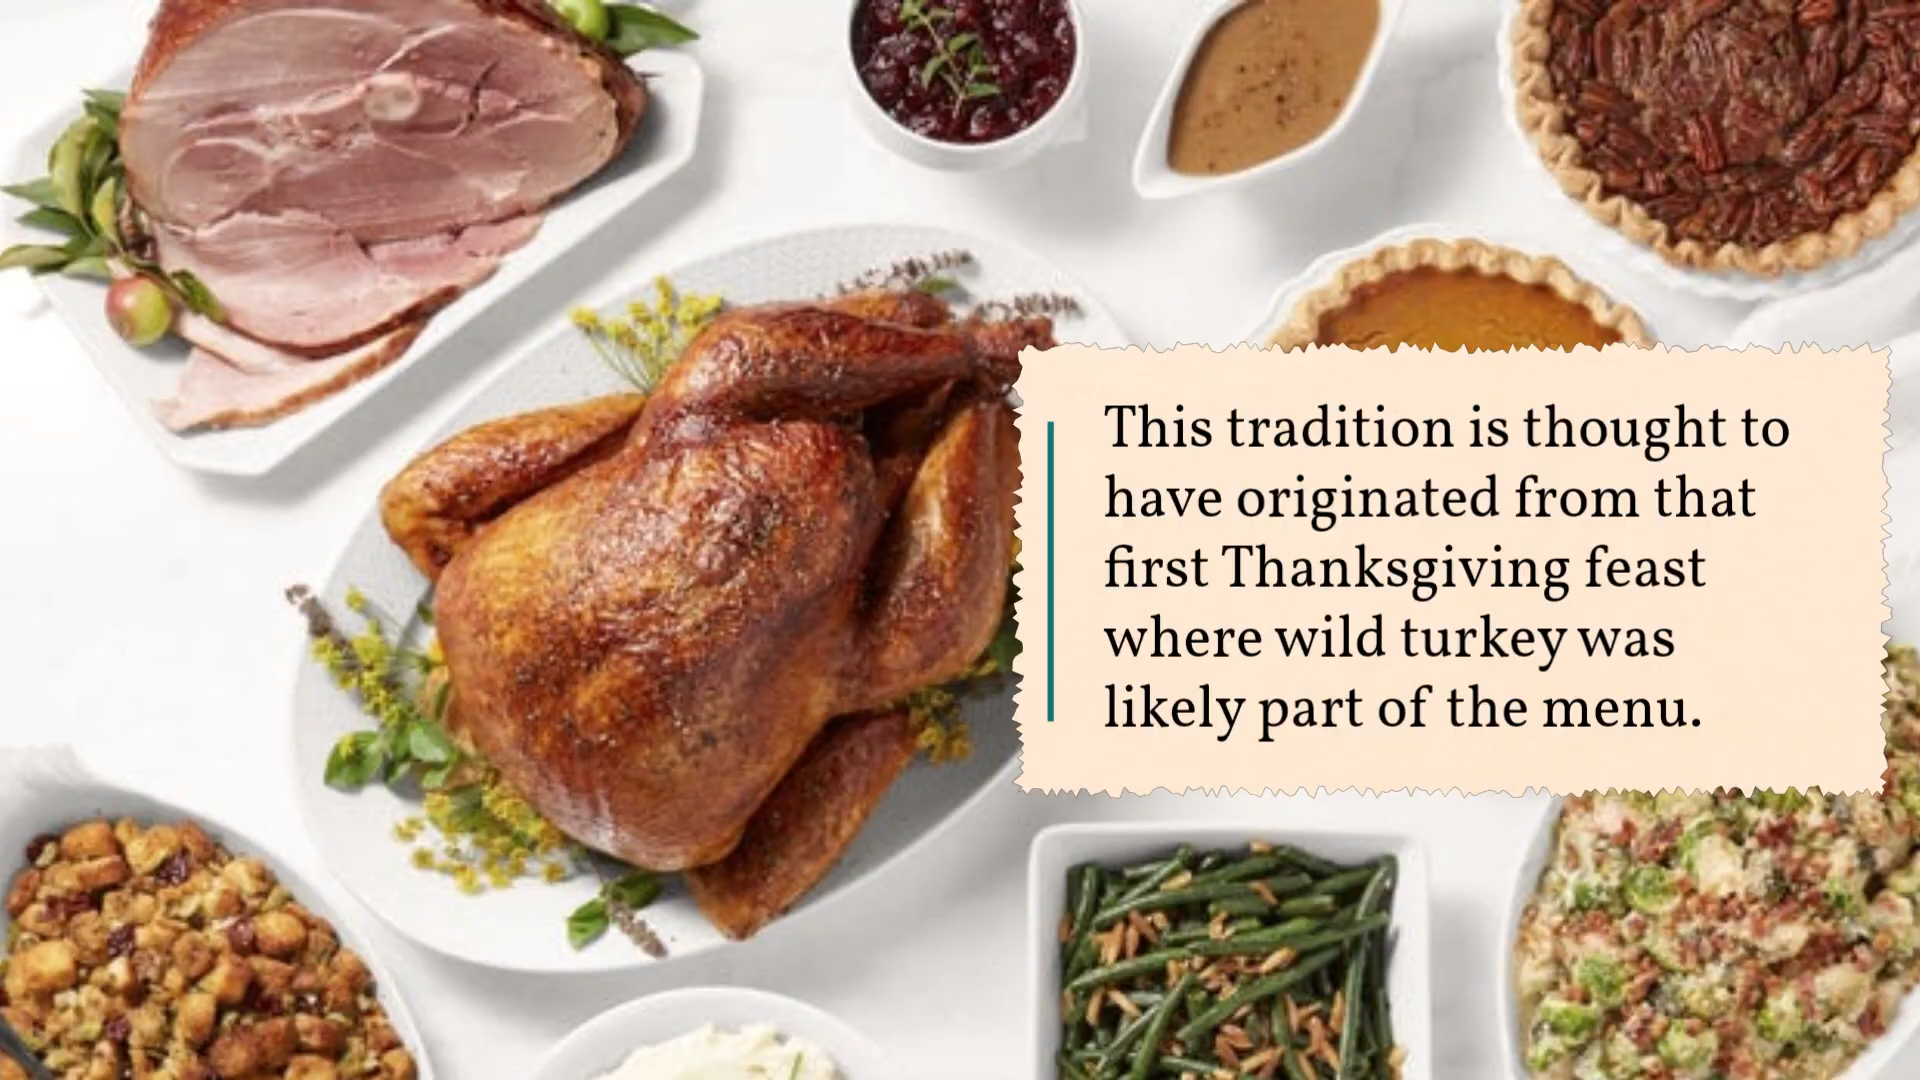 This tradition is thought to
have originated from that
first Thanksgiving feast
where wild turkey was
likely part of the menu.